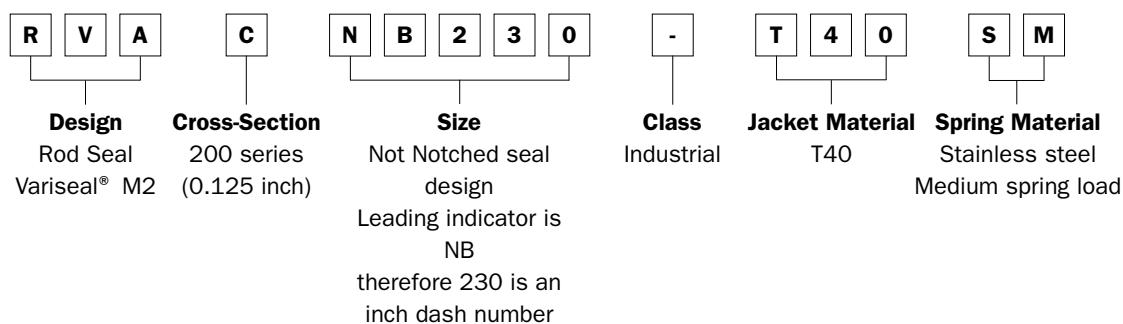 R V A C N B 2 3 0 - T 4 0 S M
Design Cross-Section Size Class Jacket Material Spring Material
Rod Seal 200 series Not Notched seal Industrial T40 Stainless steel
Variseal® M2 (0.125 inch) design Medium spring load
Leading indicator is
NB
therefore 230 is an
inch dash number